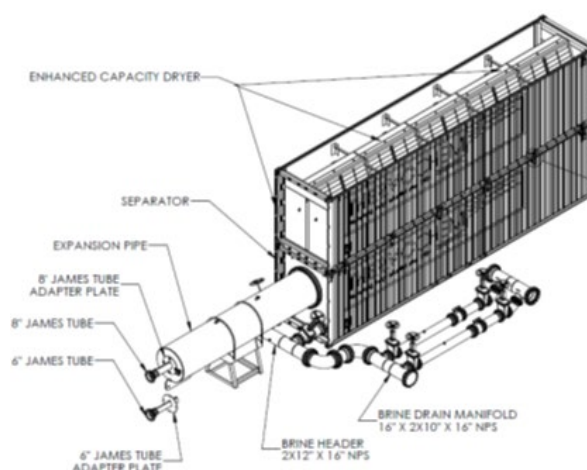 ENHANCED CAPACITY DRYER
SEPARATOR
EXPANSION PIPE
8' JAMES TUBE
ADAPTER PLATE
8" JAMES TUBE
6" JAMES TUBE
6" JAMES TUBE
ADAPTER PLATE
BRINE HEADER
2X12" X 16" NPS
BRINE DRAIN MANIFOLD
16" X 2X10" X 16" NPS